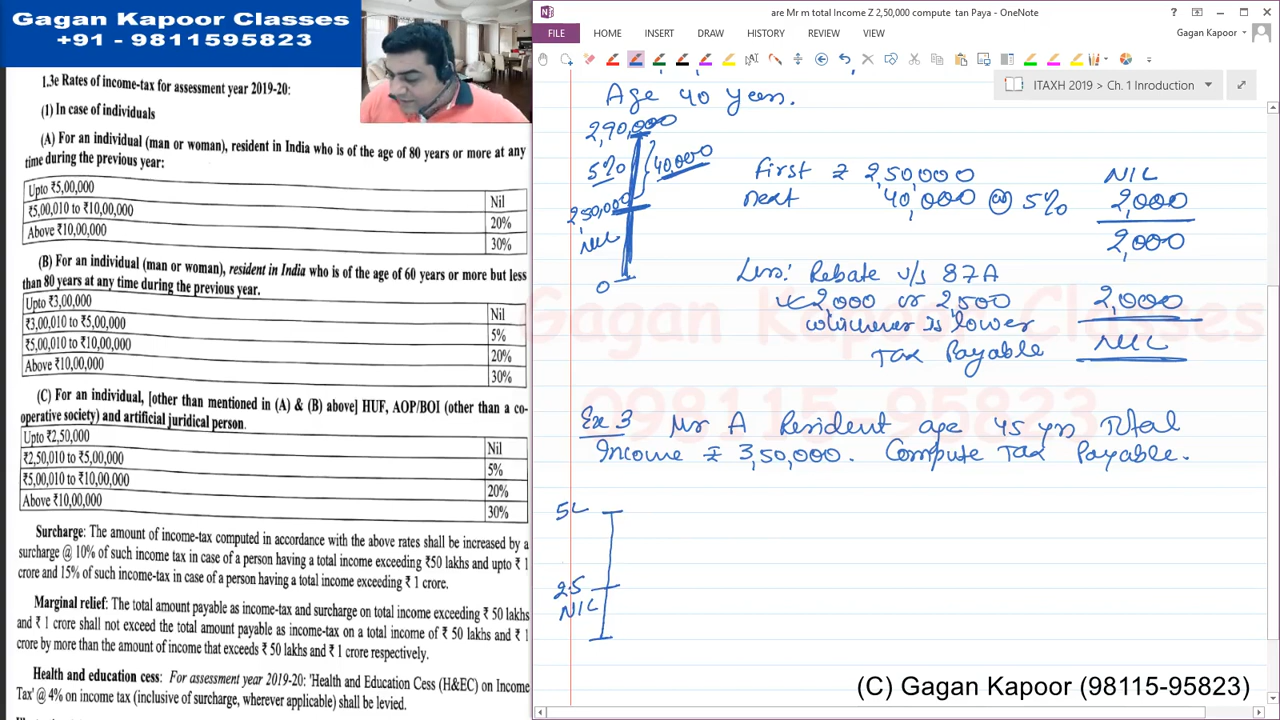 Gagan Kapoor Classes
+91 - 9811595823
1.3e Rates of income-tax for assessment year 2019-20:
(1) In case of individuals
(A) For an individual (man or woman), resident in India who is of the age of 80 years or more at any
time during the previous year:
Upto ₹5,00,000 Nil
₹5,00,010 to ₹10,00,000 20%
Above ₹10,00,000 30%
(B) For an individual (man or woman), resident in India who is of the age of 60 years or more but less
than 80 years at any time during the previous year.
Upto ₹3,00,000 Nil
₹3,00,010 to ₹5,00,000 5%
₹5,00,010 to ₹10,00,000 20%
Above ₹10,00,000 30%
(C) For an individual, [other than mentioned in (A) & (B) above] HUF, AOP/BOI (other than a co-
operative society) and artificial juridical person.
Upto ₹2,50,000 Nil
₹2,50,010 to ₹5,00,000 5%
₹5,00,010 to ₹10,00,000 20%
Above ₹10,00,000 30%
Surcharge: The amount of income-tax computed in accordance with the above rates shall be increased by a
surcharge @ 10% of such income tax in case of a person having a total income exceeding ₹50 lakhs and upto ₹ 1
crore and 15% of such income-tax in case of a person having a total income exceeding ₹ 1 crore.
Marginal relief: The total amount payable as income-tax and surcharge on total income exceeding ₹ 50 lakhs
and ₹ 1 crore shall not exceed the total amount payable as income-tax on a total income of ₹ 50 lakhs and ₹ 1
crore by more than the amount of income that exceeds ₹ 50 lakhs and ₹ 1 crore respectively.
Health and education cess: For assessment year 2019-20: 'Health and Education Cess (H&EC) on Income
Tax' @ 4% on income tax (inclusive of surcharge, wherever applicable) shall be levied.
are Mr m total Income Z 2,50,000 compute tan Paya - OneNote
FILE HOME INSERT DRAW HISTORY REVIEW VIEW
Gagan Kapoor
ITAXH 2019 > Ch. 1 Inroduction
Age 40 years.
2,90,000
5%
40,000
2,50,000
NIL
0
First ₹ 2,50,000 NIL
next 40,000 @ 5% 2,000
2,000
Less: Rebate u/s 87A
2,000 or 2,500 2,000
whichever is lower
Tax Payable NIL
Gagan Kapoor Classes
98115-95823
Ex 3 Mr A Resident age 45 yrs Total
Income ₹ 3,50,000. Compute Tax Payable.
5L
2.5
NIL
(C) Gagan Kapoor (98115-95823)